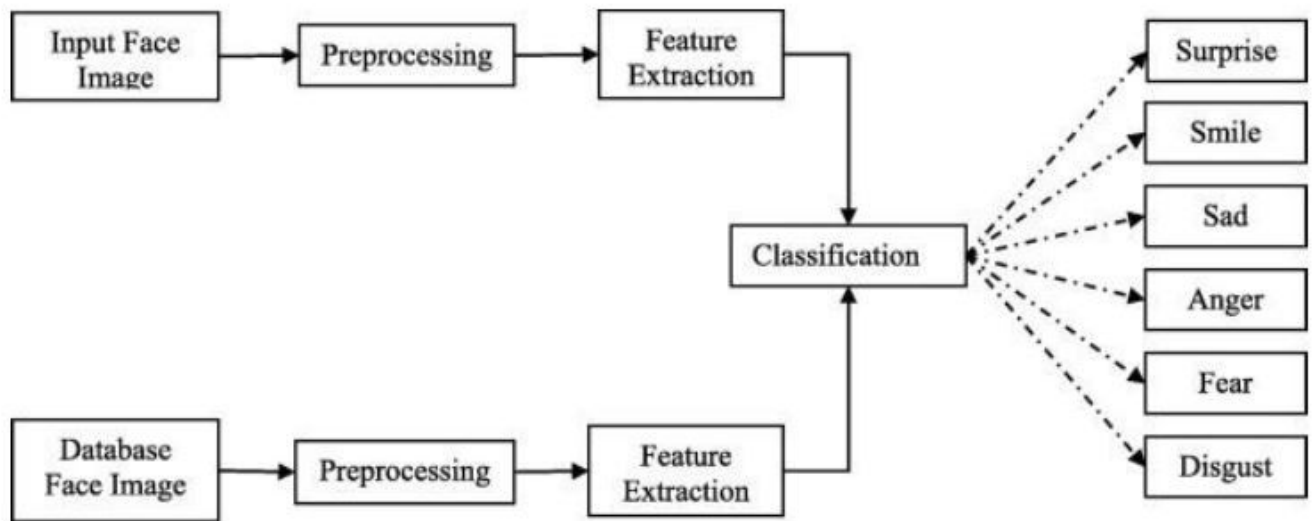 Input Face
Image
Preprocessing
Feature
Extraction
Surprise
Smile
Sad
Classification
Anger
Fear
Database
Face Image
Preprocessing
Feature
Extraction
Disgust